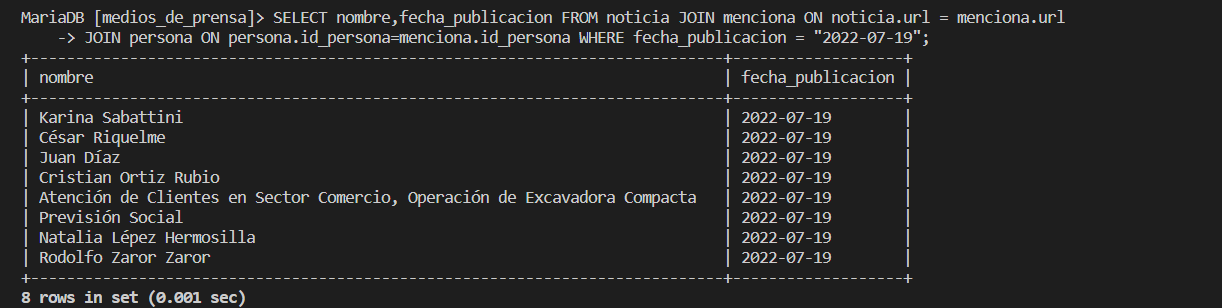 MariaDB [medios_de_prensa]> SELECT nombre,fecha_publicacion FROM noticia JOIN menciona ON noticia.url = menciona.url
    -> JOIN persona ON persona.id_persona=menciona.id_persona WHERE fecha_publicacion = "2022-07-19";
+-----------------------------------------------------------------------------+-------------------+
| nombre                                                                      | fecha_publicacion |
+-----------------------------------------------------------------------------+-------------------+
| Karina Sabattini                                                            | 2022-07-19        |
| César Riquelme                                                              | 2022-07-19        |
| Juan Díaz                                                                   | 2022-07-19        |
| Cristian Ortiz Rubio                                                        | 2022-07-19        |
| Atención de Clientes en Sector Comercio, Operación de Excavadora Compacta   | 2022-07-19        |
| Previsión Social                                                            | 2022-07-19        |
| Natalia Lépez Hermosilla                                                    | 2022-07-19        |
| Rodolfo Zaror Zaror                                                         | 2022-07-19        |
+-----------------------------------------------------------------------------+-------------------+
8 rows in set (0.001 sec)